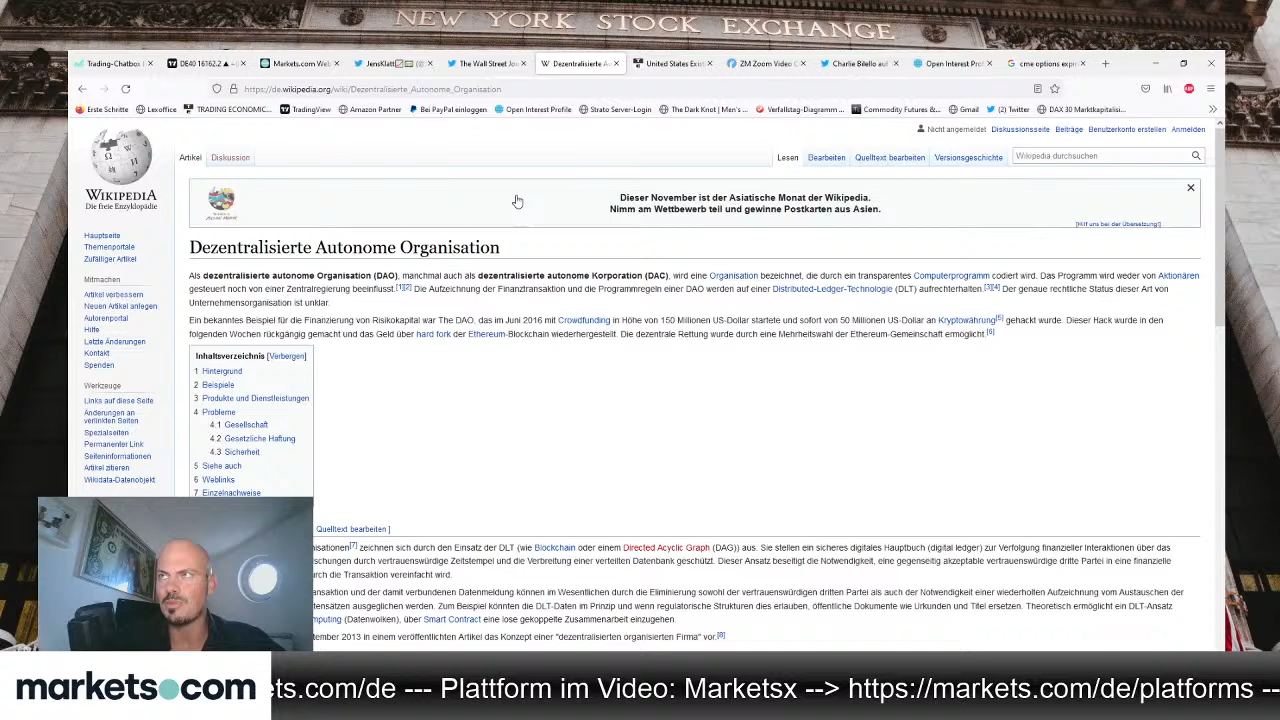 NEW YORK STOCK EXCHANGE
Trading-Chatbox
DE40 16162.2 ▲
Markets.com Web
JensKlatt
The Wall Street Jou
Dezentralisierte Au
United States Exist
ZM Zoom Video C
Charlie Bilello auf
Open Interest Prof
cme options expir
https://de.wikipedia.org/wiki/Dezentralisierte_Autonome_Organisation
Erste Schritte
Lexoffice
TRADING ECONOMIC...
TradingView
Amazon Partner
Bei PayPal einloggen
Open Interest Profile
Strato Server-Login
The Dark Knot | Men's ...
Verfallstag-Diagramm ...
Commodity Futures &...
Gmail
(2) Twitter
DAX 30 Marktkapitalisi...
Nicht angemeldet Diskussionsseite Beiträge Benutzerkonto erstellen Anmelden
Artikel Diskussion
Lesen Bearbeiten Quelltext bearbeiten Versionsgeschichte
Wikipedia durchsuchen
WIKIPEDIA
Die freie Enzyklopädie
Hauptseite
Themenportale
Zufälliger Artikel
Mitmachen
Artikel verbessern
Neuen Artikel anlegen
Autorenportal
Hilfe
Letzte Änderungen
Kontakt
Spenden
Werkzeuge
Links auf diese Seite
Änderungen an
verlinkten Seiten
Spezialseiten
Permanenter Link
Seiteninformationen
Artikel zitieren
Wikidata-Datenobjekt
Dieser November ist der Asiatische Monat der Wikipedia.
Nimm am Wettbewerb teil und gewinne Postkarten aus Asien.
[Hilf uns bei der Übersetzung!]
Dezentralisierte Autonome Organisation
Als dezentralisierte autonome Organisation (DAO), manchmal auch als dezentralisierte autonome Korporation (DAC), wird eine Organisation bezeichnet, die durch ein transparentes Computerprogramm codiert wird. Das Programm wird weder von Aktionären
gesteuert noch von einer Zentralregierung beeinflusst.[1][2] Die Aufzeichnung der Finanztransaktion und die Programmregeln einer DAO werden auf einer Distributed-Ledger-Technologie (DLT) aufrechterhalten.[3][4] Der genaue rechtliche Status dieser Art von
Unternehmensorganisation ist unklar.
Ein bekanntes Beispiel für die Finanzierung von Risikokapital war The DAO, das im Juni 2016 mit Crowdfunding in Höhe von 150 Millionen US-Dollar startete und sofort von 50 Millionen US-Dollar an Kryptowährung[5] gehackt wurde. Dieser Hack wurde in den
folgenden Wochen rückgängig gemacht und das Geld über hard fork der Ethereum-Blockchain wiederhergestellt. Die dezentrale Rettung wurde durch eine Mehrheitswahl der Ethereum-Gemeinschaft ermöglicht.[6]
Inhaltsverzeichnis [Verbergen]
1 Hintergrund
2 Beispiele
3 Produkte und Dienstleistungen
4 Probleme
4.1 Gesellschaft
4.2 Gesetzliche Haftung
4.3 Sicherheit
5 Siehe auch
6 Weblinks
7 Einzelnachweise
Quelltext bearbeiten ]
nisationen[7] zeichnen sich durch den Einsatz der DLT (wie Blockchain oder einem Directed Acyclic Graph (DAG)) aus. Sie stellen ein sicheres digitales Hauptbuch (digital ledger) zur Verfolgung finanzieller Interaktionen über das
durch vertrauenswürdige Zeitstempel und die Verbreitung einer verteilten Datenbank geschützt. Dieser Ansatz beseitigt die Notwendigkeit, eine gegenseitig akzeptable vertrauenswürdige dritte Partei in eine finanzielle
rch die Transaktion vereinfacht wird.
ansaktion und der damit verbundenen Datenmeldung können im Wesentlichen durch die Eliminierung sowohl der vertrauenswürdigen dritten Partei als auch der Notwendigkeit einer wiederholten Aufzeichnung vom Austauschen der
tensätzen ausgeglichen werden. Zum Beispiel könnten die DLT-Daten im Prinzip und wenn regulatorische Strukturen dies erlauben, öffentliche Dokumente wie Urkunden und Titel ersetzen. Theoretisch ermöglicht ein DLT-Ansatz
mputing (Datenwolken), über Smart Contract eine lose gekoppelte Zusammenarbeit einzugehen.
tember 2013 in einem veröffentlichten Artikel das Konzept einer "dezentralisierten organisierten Firma" vor.[8]
markets.com
ets.com/de --- Plattform im Video: Marketsx --> https://markets.com/de/platforms --